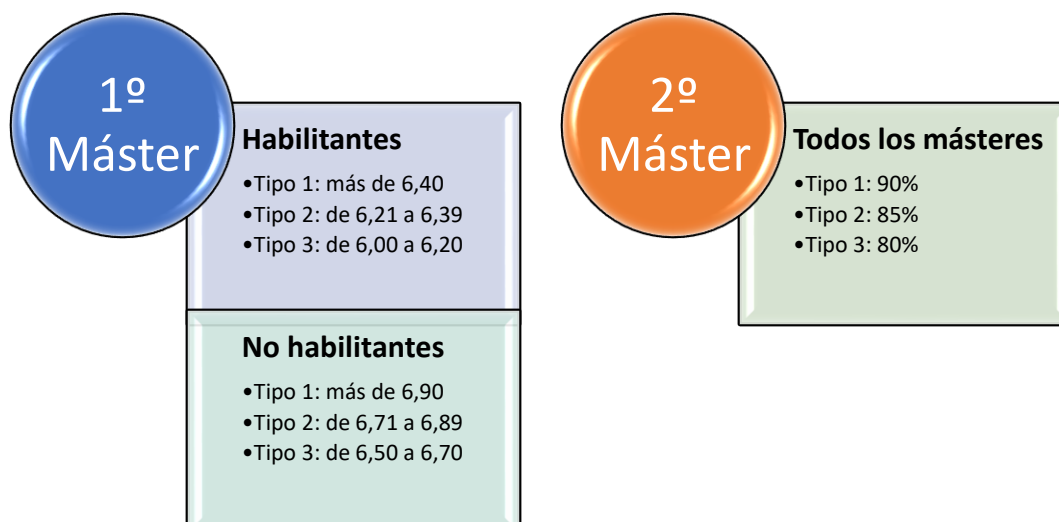 1º
Máster
Habilitantes
•Tipo 1: más de 6,40
•Tipo 2: de 6,21 a 6,39
•Tipo 3: de 6,00 a 6,20
No habilitantes
•Tipo 1: más de 6,90
•Tipo 2: de 6,71 a 6,89
•Tipo 3: de 6,50 a 6,70
2º
Máster
Todos los másteres
•Tipo 1: 90%
•Tipo 2: 85%
•Tipo 3: 80%